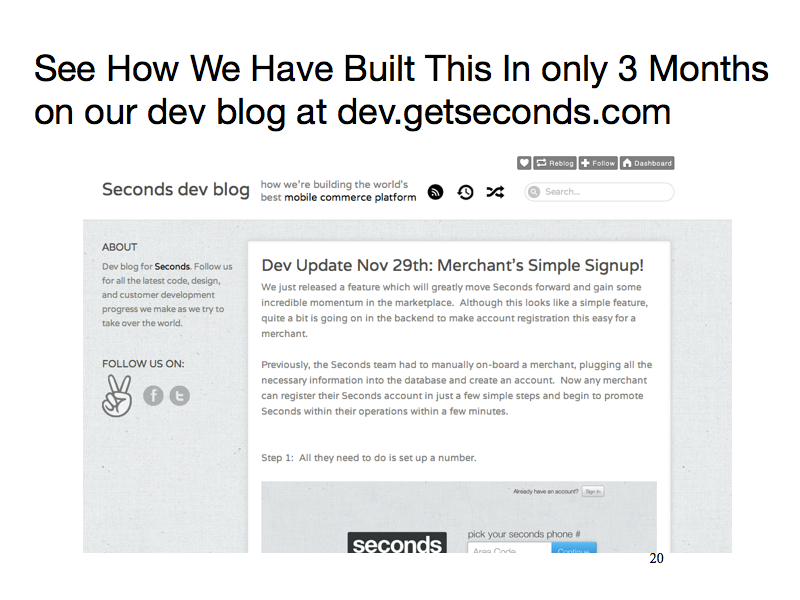 See How We Have Built This In only 3 Months
on our dev blog at dev.getseconds.com
Reblog Follow Dashboard
Seconds dev blog
how we're building the world's
best mobile commerce platform
Search...
ABOUT
Dev blog for Seconds. Follow us
for all the latest code, design,
and customer development
progress we make as we try to
take over the world.
FOLLOW US ON:
f t
Dev Update Nov 29th: Merchant's Simple Signup!
We just released a feature which will greatly move Seconds forward and gain some
incredible momentum in the marketplace. Although this looks like a simple feature,
quite a bit is going on in the backend to make account registration this easy for a
merchant.
Previously, the Seconds team had to manually on-board a merchant, plugging all the
necessary information into the database and create an account. Now any merchant
can register their Seconds account in just a few simple steps and begin to promote
Seconds within their operations within a few minutes.
Step 1: All they need to do is set up a number.
Already have an account? Sign In
pick your seconds phone #
seconds
Area Code
Continue
20